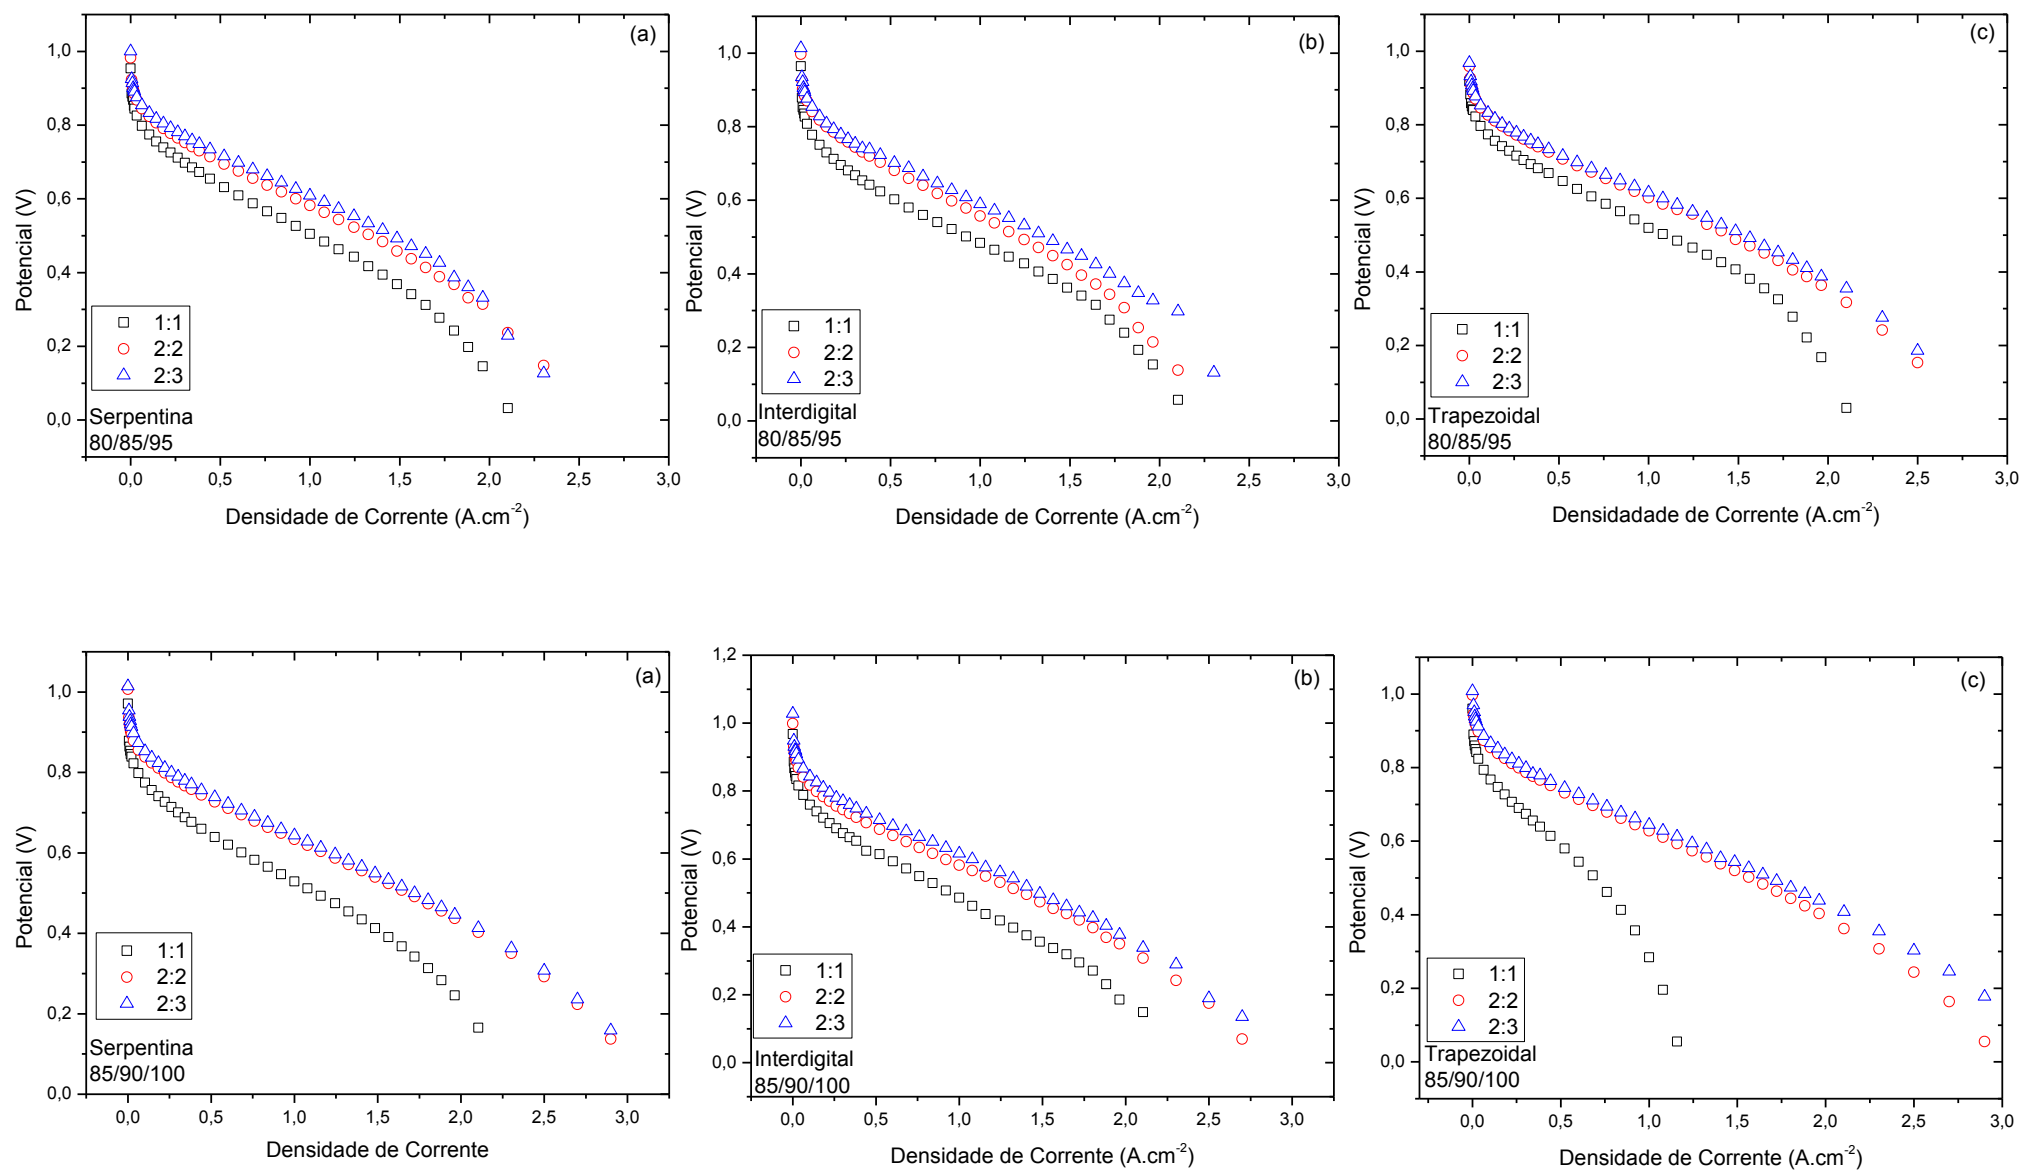 (a)
1,0
0,8
0,6
0,4
0,2
0,0
Potencial (V)
1:1
2:2
2:3
Serpentina
80/85/95
0,0 0,5 1,0 1,5 2,0 2,5 3,0
Densidade de Corrente (A.cm-2)
(b)
1,0
0,8
0,6
0,4
0,2
0,0
Potencial (V)
1:1
2:2
2:3
Interdigital
80/85/95
0,0 0,5 1,0 1,5 2,0 2,5 3,0
Densidade de Corrente (A.cm-2)
(c)
1,0
0,8
0,6
0,4
0,2
0,0
Potencial (V)
1:1
2:2
2:3
Trapezoidal
80/85/95
0,0 0,5 1,0 1,5 2,0 2,5 3,0
Densidadade de Corrente (A.cm-2)
(a)
1,0
0,8
0,6
0,4
0,2
0,0
Potencial (V)
1:1
2:2
2:3
Serpentina
85/90/100
0,0 0,5 1,0 1,5 2,0 2,5 3,0
Densidade de Corrente
(b)
1,2
1,0
0,8
0,6
0,4
0,2
0,0
Potencial (V)
1:1
2:2
2:3
Interdigital
85/90/100
0,0 0,5 1,0 1,5 2,0 2,5 3,0
Densidade de Corrente (A.cm-2)
(c)
1,0
0,8
0,6
0,4
0,2
0,0
Potencial (V)
1:1
2:2
2:3
Trapezoidal
85/90/100
0,0 0,5 1,0 1,5 2,0 2,5 3,0
Densidade de Corrente (A.cm-2)